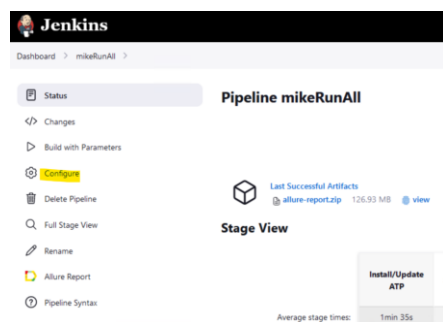 Jenkins
Dashboard > mikeRunAll >
Status
Changes
Build with Parameters
Configure
Delete Pipeline
Full Stage View
Rename
Allure Report
Pipeline Syntax
Pipeline mikeRunAll
Last Successful Artifacts
allure-report.zip 126.93 MB view
Stage View
Install/Update
ATP
Average stage times: 1min 35s